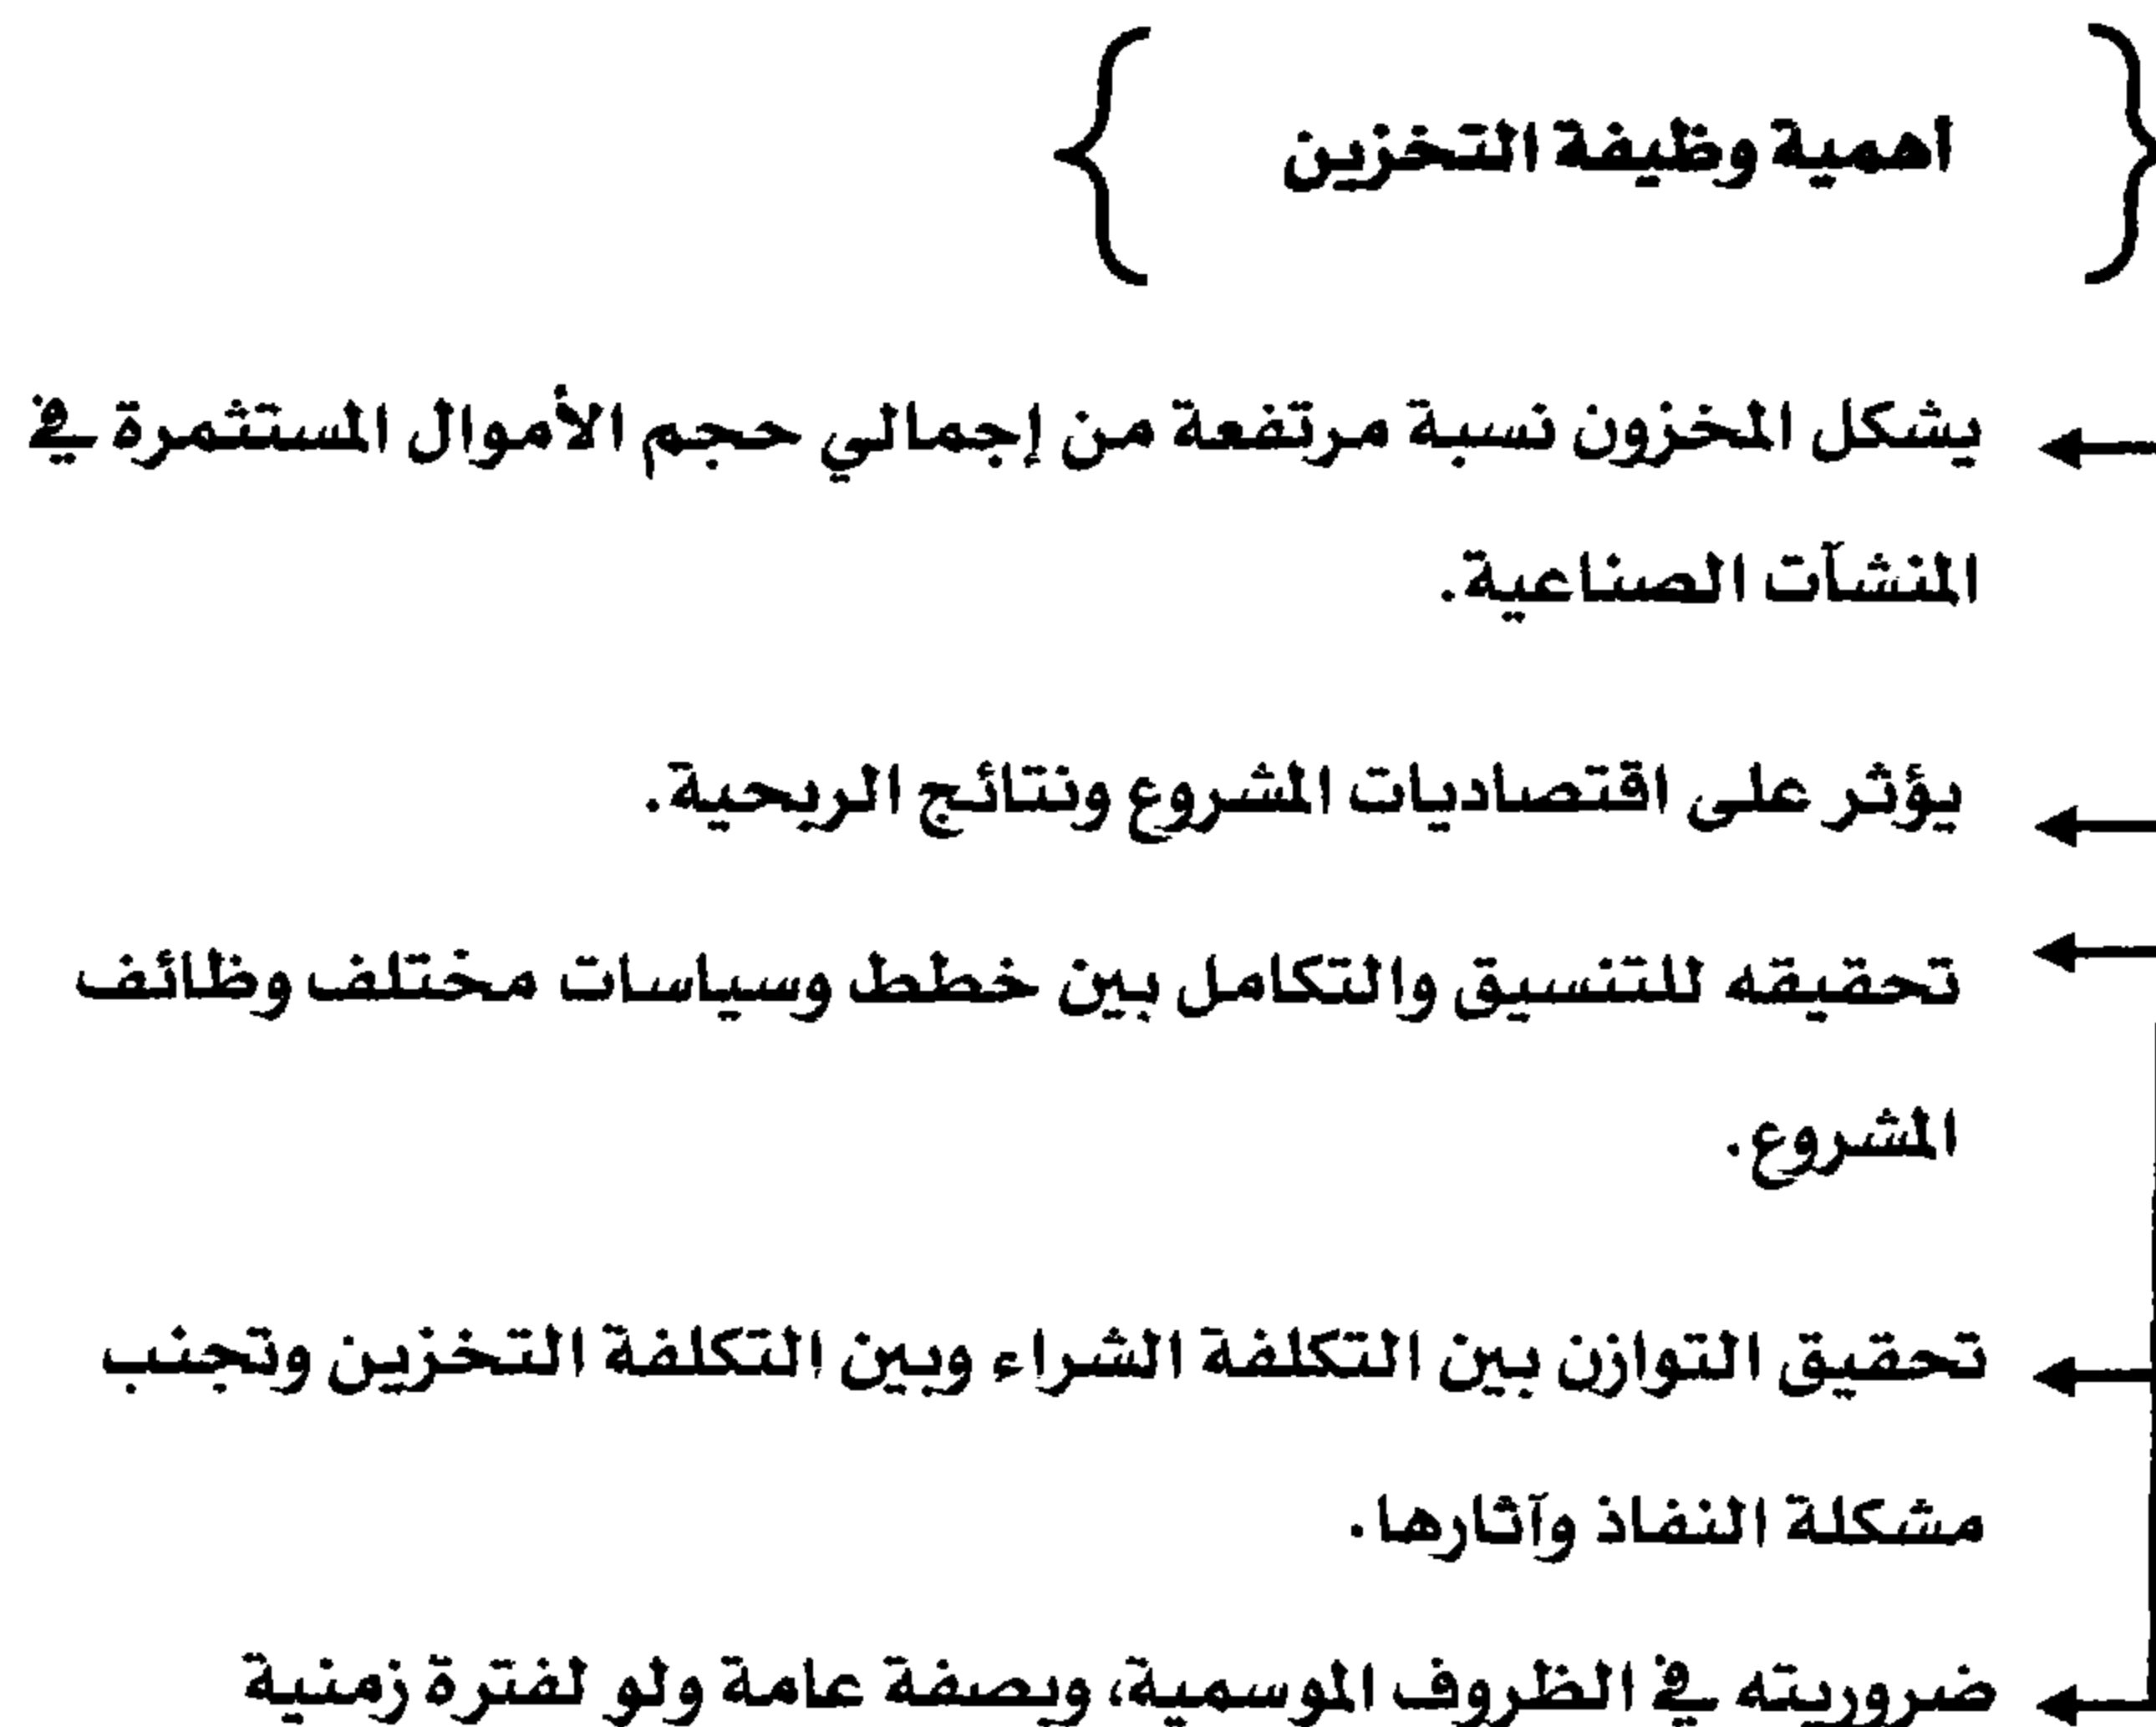 اهمية وظيفة التخزين
يشكل المخزون نسبة مرتفعة من إجمالي حجم الأموال المستثمرة في
المنشآت الصناعية.
يؤثر على اقتصاديات المشروع ونتائج الربحية.
تحقيقه للتنسيق والتكامل بين خطط وسياسات مختلف وظائف
المشروع.
تحقيق التوازن بين التكلفة الشراء وبين التكلفة التخزين وتجنب
مشكلة النفاذ وآثارها.
ضروريته في الظروف الموسمية، وبصفة عامة ولو لفترة زمنية